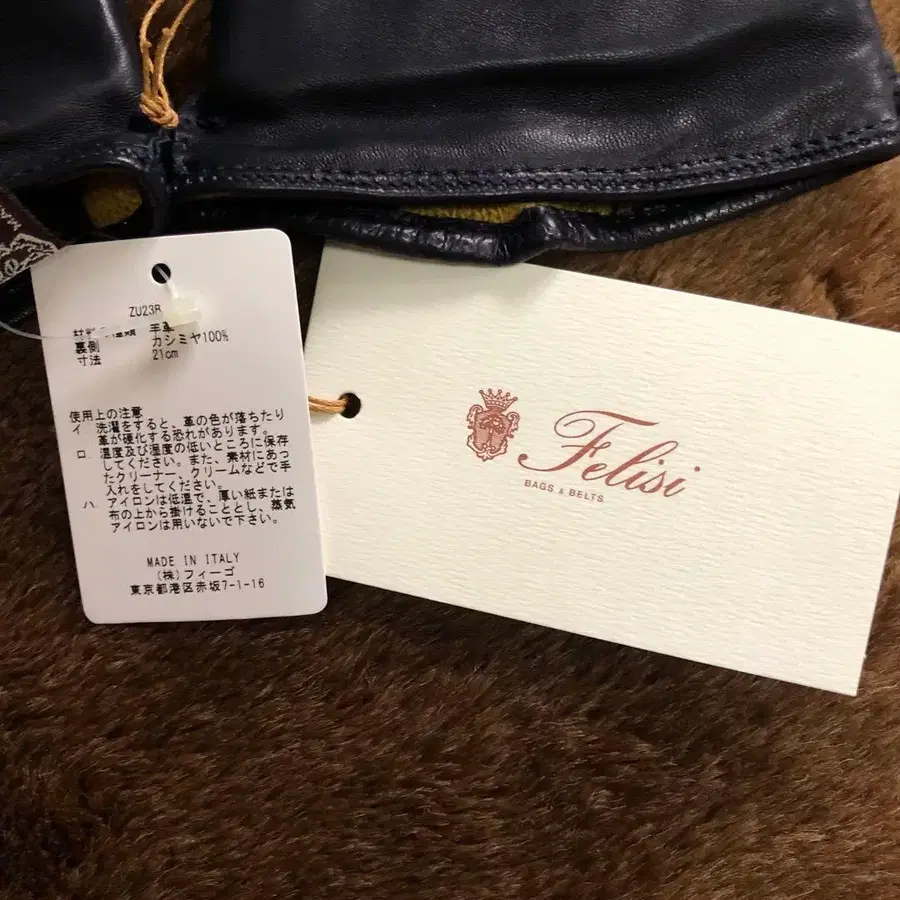 ZU23R
材料の種類 羊革
裏側 カシミヤ100%
寸法 21cm
使用上の注意
イ. 洗濯をすると、革の色が落ちたり
革が硬化する恐れがあります。
ロ. 温度及び湿度の低いところに保存
してください。また、素材にあっ
たクリーナー、クリームなどで手
入れをしてください。
ハ. アイロンは低温で、厚い紙または
布の上から掛けることとし、蒸気
アイロンは用いないで下さい。
MADE IN ITALY
(株)フィーゴ
東京都港区赤坂7-1-16
Felisi
BAGS & BELTS